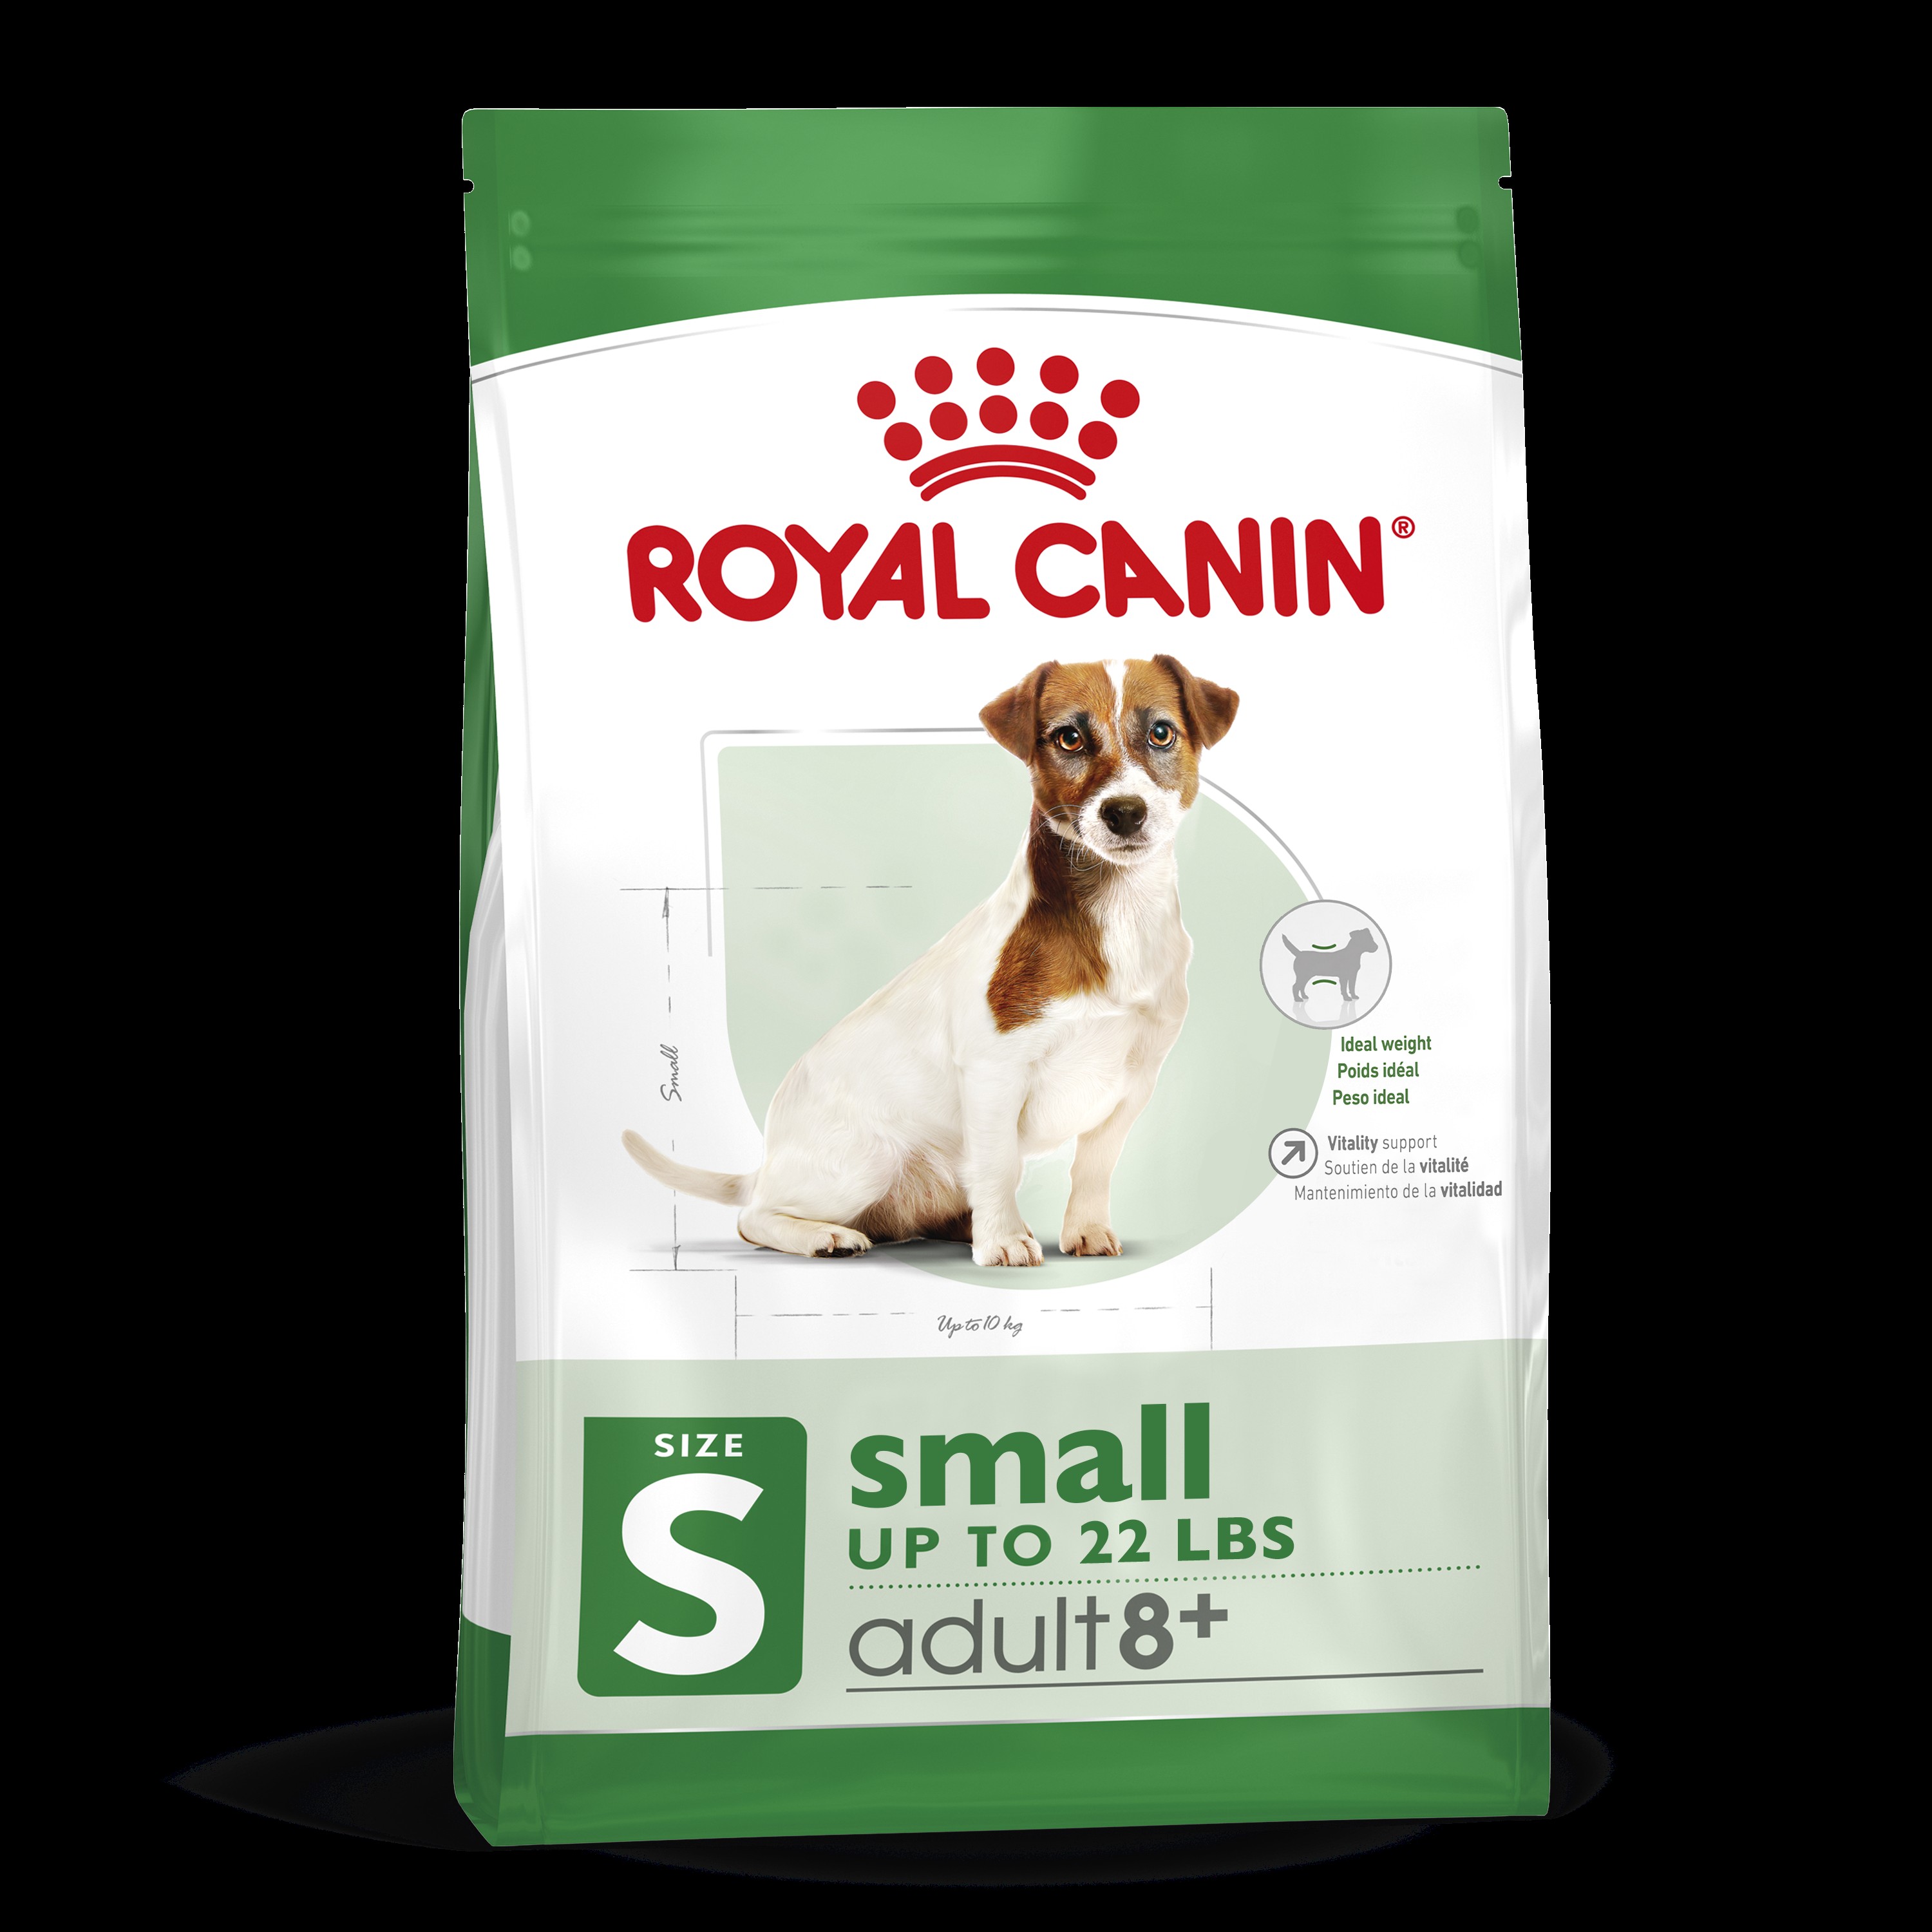 ROYAL CANIN®
Ideal weight
Poids idéal
Peso ideal
Vitality support
Soutien de la vitalité
Mantenimiento de la vitalidad
Small
Up to 10 kg
SIZE
S
small
UP TO 22 LBS
adult 8+